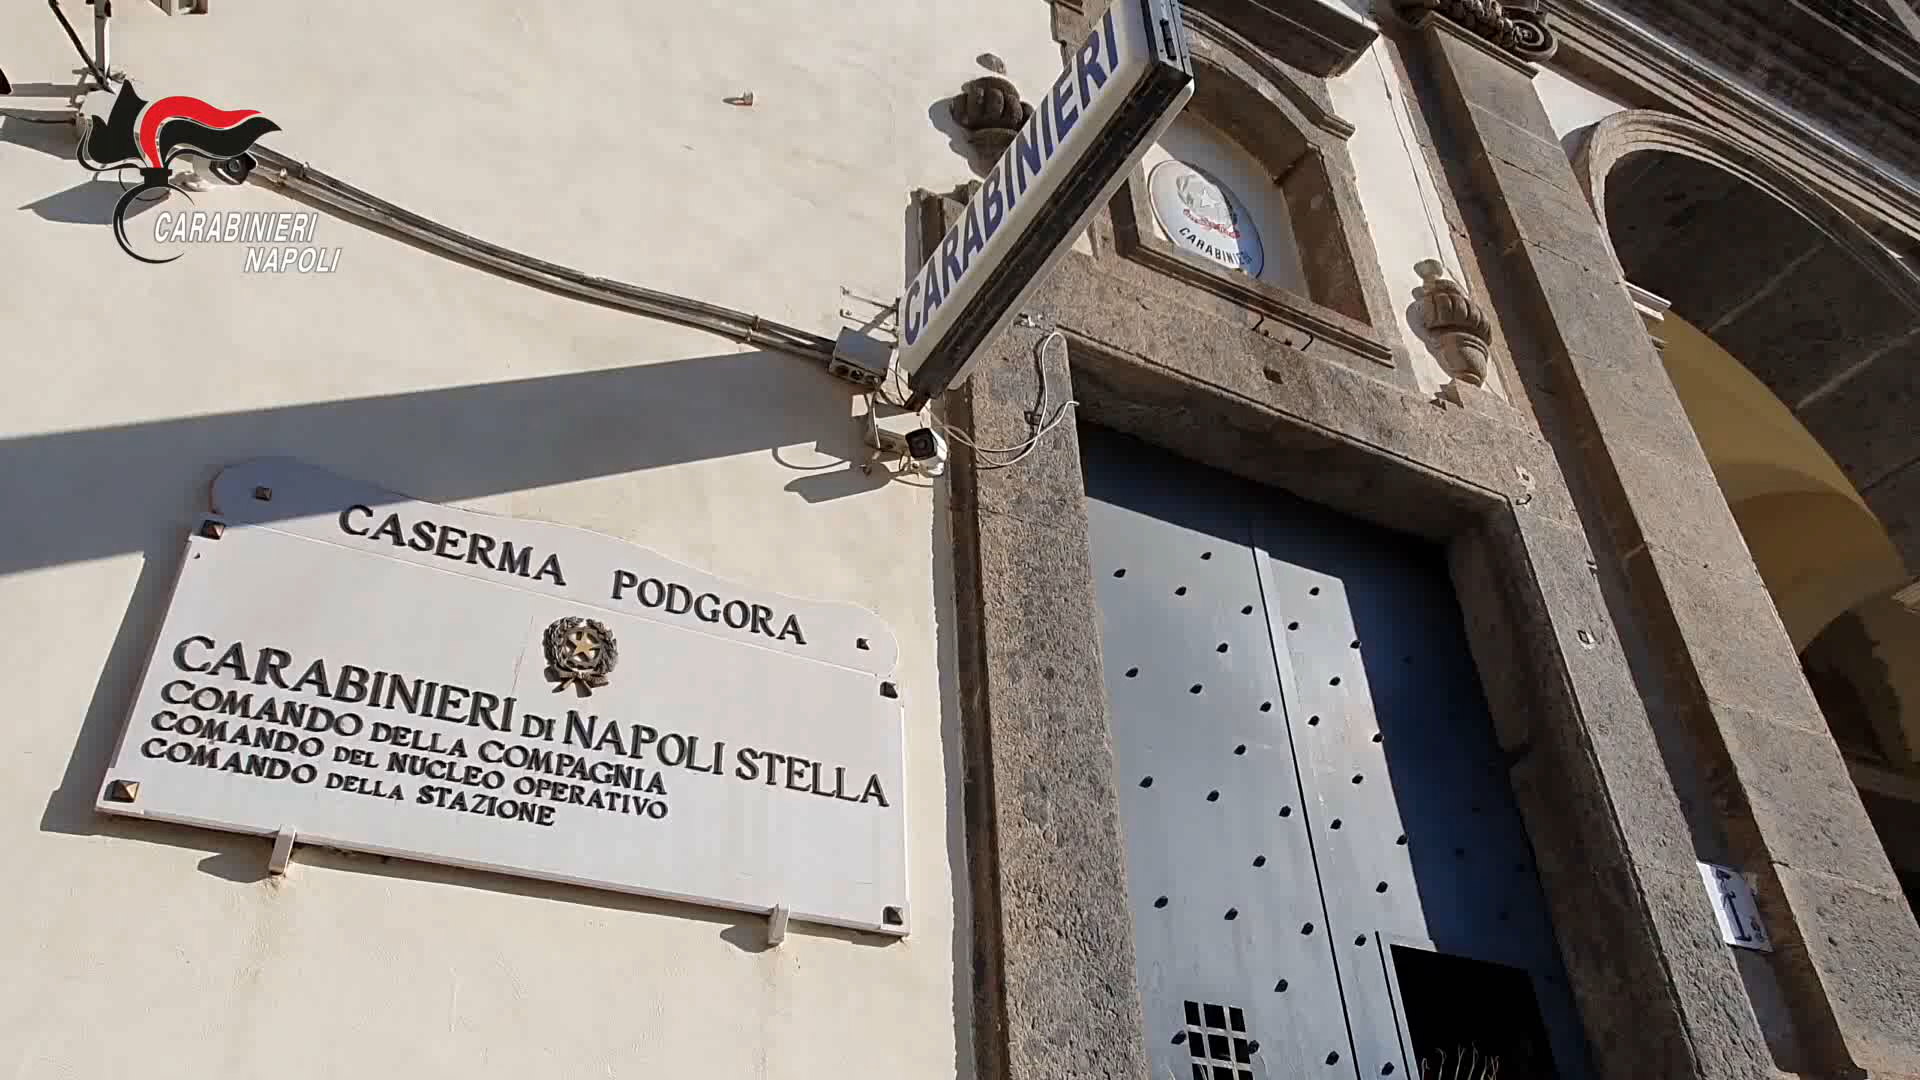 CARABINIERI
NAPOLI
CARABINIERI
CARABINIERI
CASERMA PODGORA
CARABINIERI DI NAPOLI STELLA
COMANDO DELLA COMPAGNIA
COMANDO DEL NUCLEO OPERATIVO
COMANDO DELLA STAZIONE